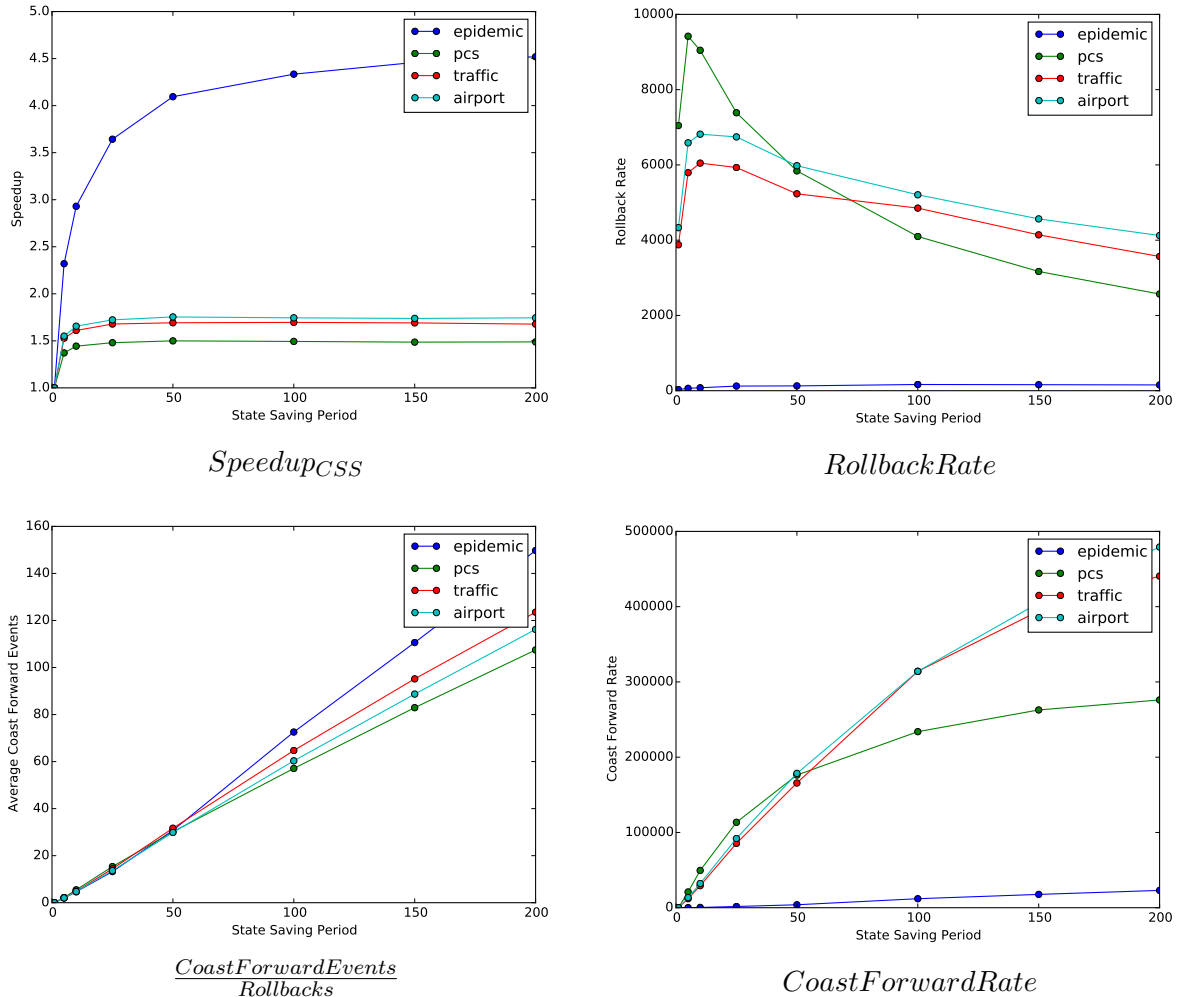 5.0
4.5
4.0
3.5
3.0
2.5
2.0
1.5
1.0
0
50
100
150
200
Speedup
State Saving Period
epidemic
pcs
traffic
airport
Speedup_CSS
10000
8000
6000
4000
2000
0
0
50
100
150
200
Rollback Rate
State Saving Period
epidemic
pcs
traffic
airport
RollbackRate
160
140
120
100
80
60
40
20
0
0
50
100
150
200
Average Coast Forward Events
State Saving Period
epidemic
pcs
traffic
airport
CoastForwardEvents
Rollbacks
500000
400000
300000
200000
100000
0
0
50
100
150
200
Coast Forward Rate
State Saving Period
epidemic
pcs
traffic
airport
CoastForwardRate